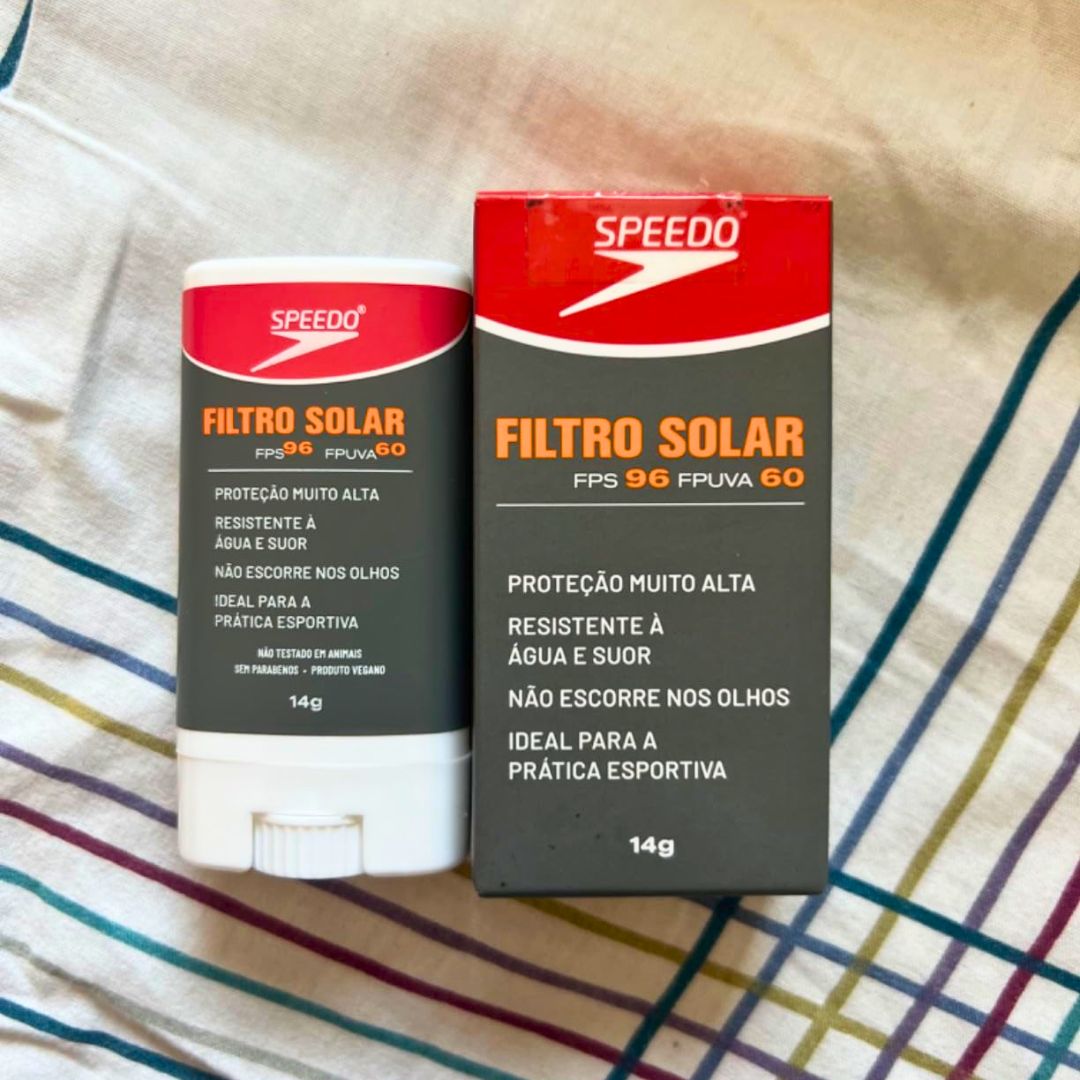 SPEEDO®
FILTRO SOLAR
FPS96 FPUVA60
PROTEÇÃO MUITO ALTA
RESISTENTE À
ÁGUA E SUOR
NÃO ESCORRE NOS OLHOS
IDEAL PARA A
PRÁTICA ESPORTIVA
NÃO TESTADO EM ANIMAIS
SEM PARABENOS - PRODUTO VEGANO
14g
SPEEDO
FILTRO SOLAR
FPS 96 FPUVA 60
PROTEÇÃO MUITO ALTA
RESISTENTE À
ÁGUA E SUOR
NÃO ESCORRE NOS OLHOS
IDEAL PARA A
PRÁTICA ESPORTIVA
14g